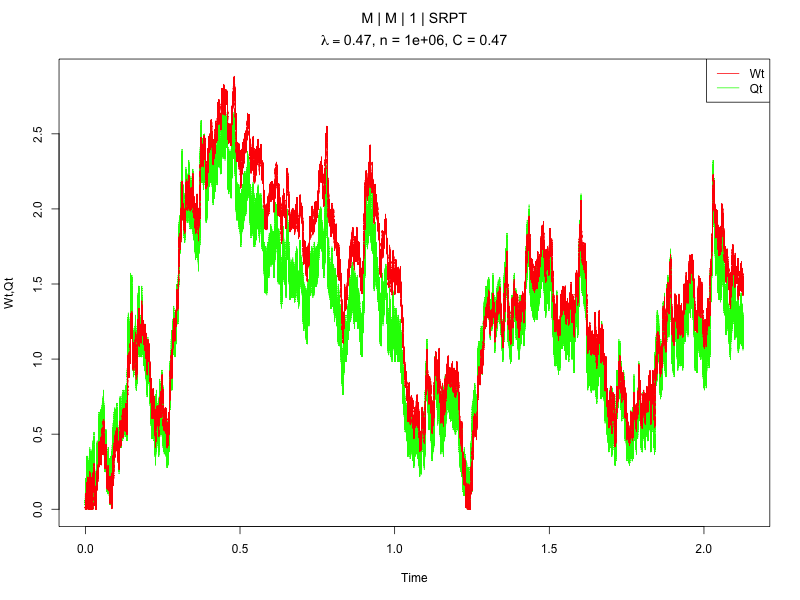 M | M | 1 | SRPT
λ = 0.47, n = 1e+06, C = 0.47
Wt
Qt
Wt,Qt
2.5
2.0
1.5
1.0
0.5
0.0
0.0 0.5 1.0 1.5 2.0
Time